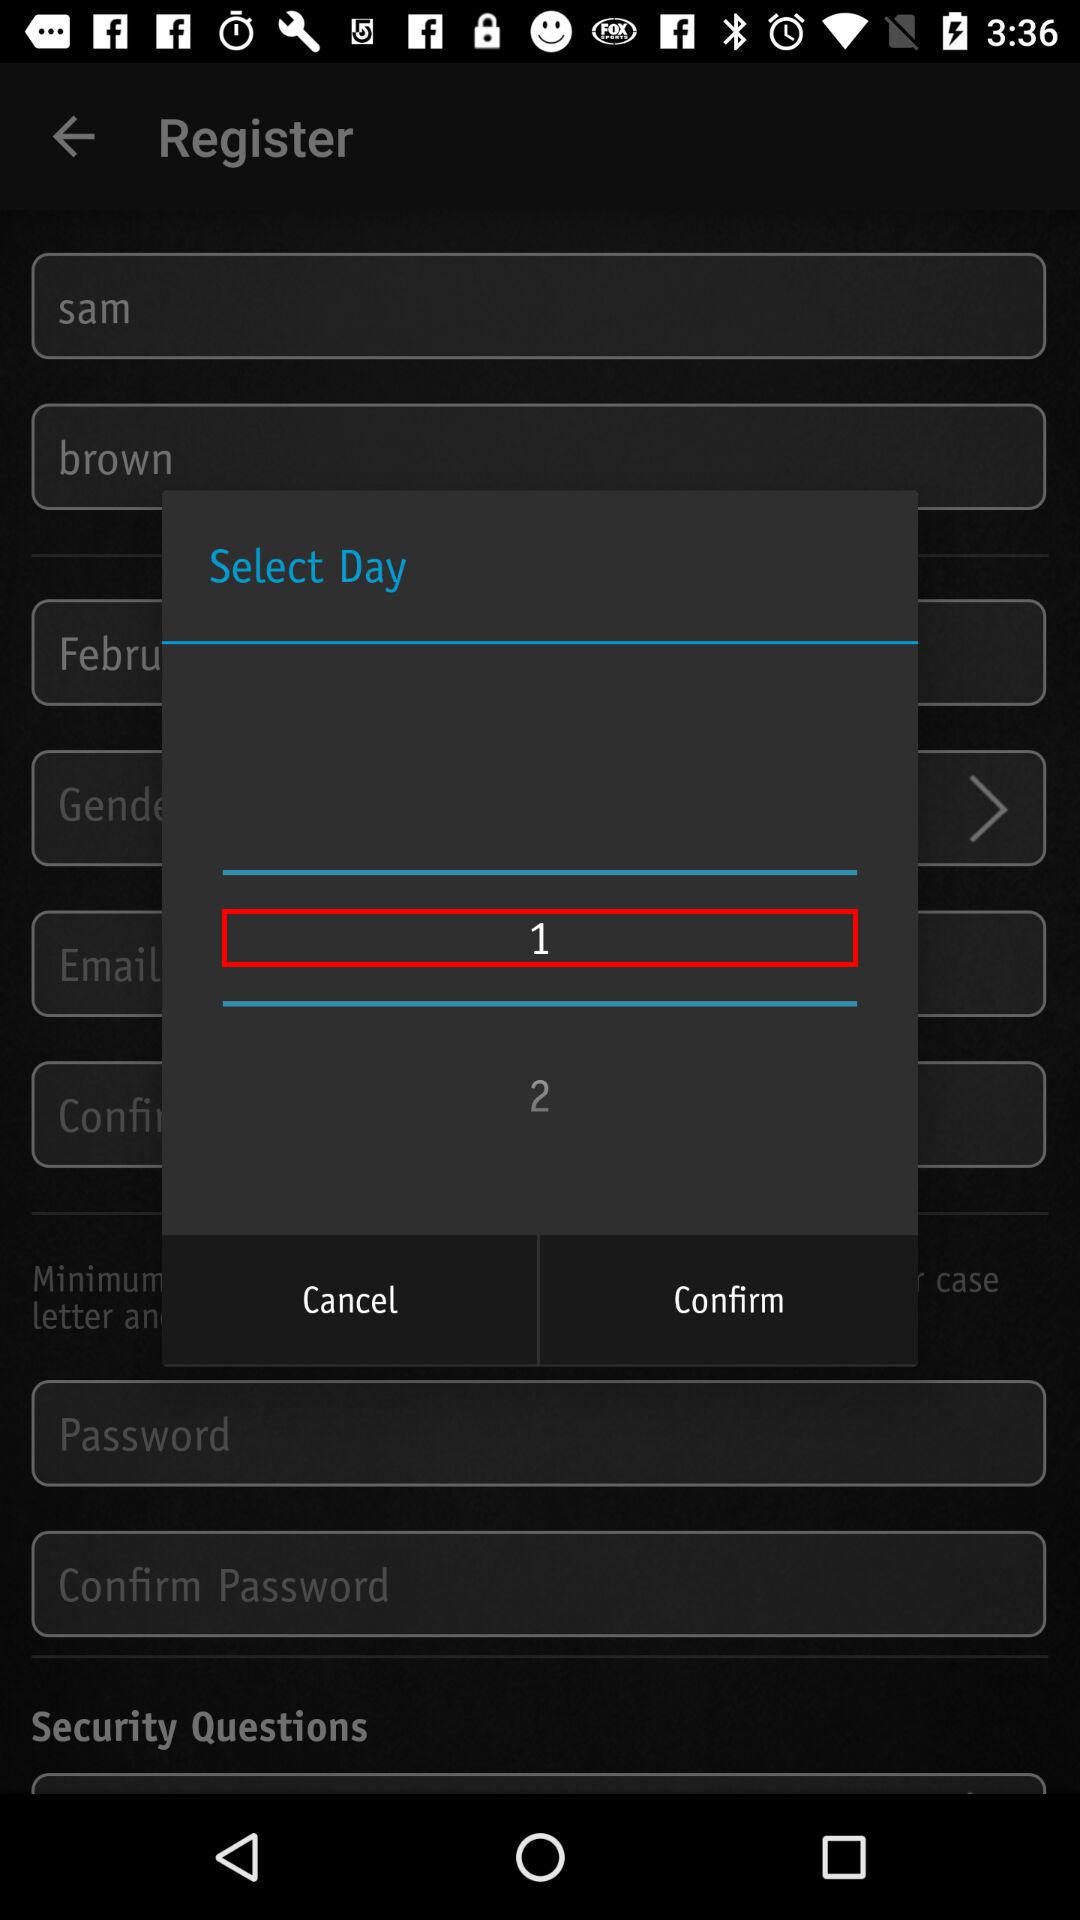 3:36
Register
sam
brown
Select Day
Febru
Gende
1
Email
2
Confir
Minimum
r case
letter an
Cancel
Confirm
Password
Confirm Password
Security Questions